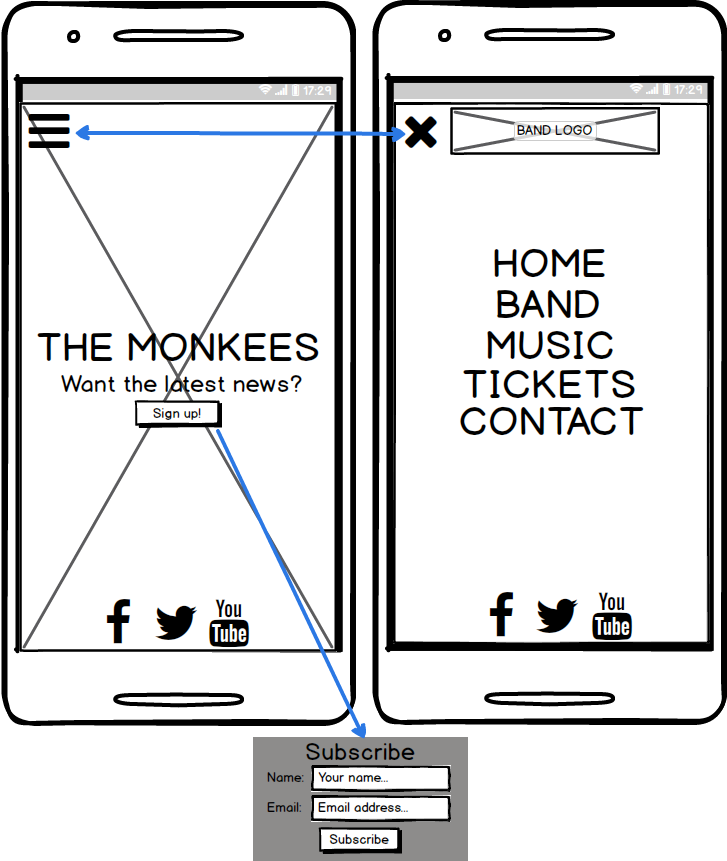 17:29
THE MONKEES
Want the latest news?
Sign up!
You
Tube
17:29
BAND LOGO
HOME
BAND
MUSIC
TICKETS
CONTACT
You
Tube
Subscribe
Name: Your name...
Email: Email address...
Subscribe